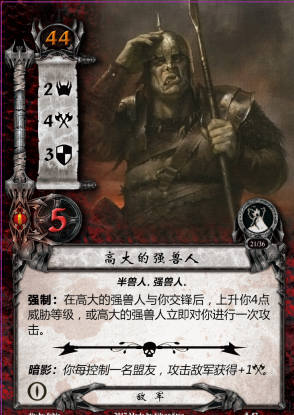 44
2
4
3
5
21/36
高大的强兽人
半兽人. 强兽人.
强制：在高大的强兽人与你交锋后，上升你4点
威胁等级，或高大的强兽人立即对你进行一次攻
击。
暗影：你每控制一名盟友，攻击敌军获得+1
敌 军